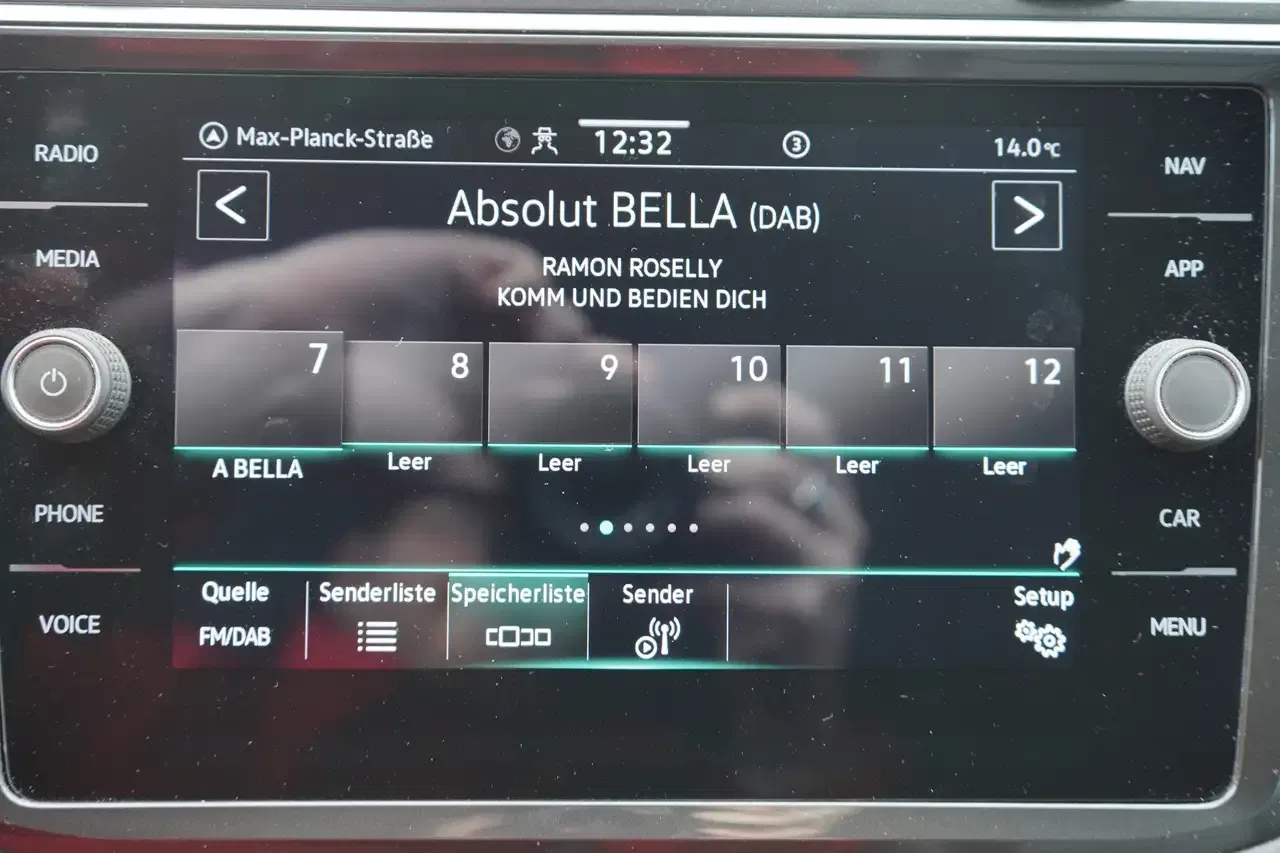 RADIO
MEDIA
PHONE
VOICE
Max-Planck-Straße
12:32
3
14.0°C
<
Absolut BELLA (DAB)
>
RAMON ROSELLY
KOMM UND BEDIEN DICH
7
8
9
10
11
12
A BELLA
Leer
Leer
Leer
Leer
Leer
Quelle
FM/DAB
Senderliste
Speicherliste
Sender
Setup
NAV
APP
CAR
MENU